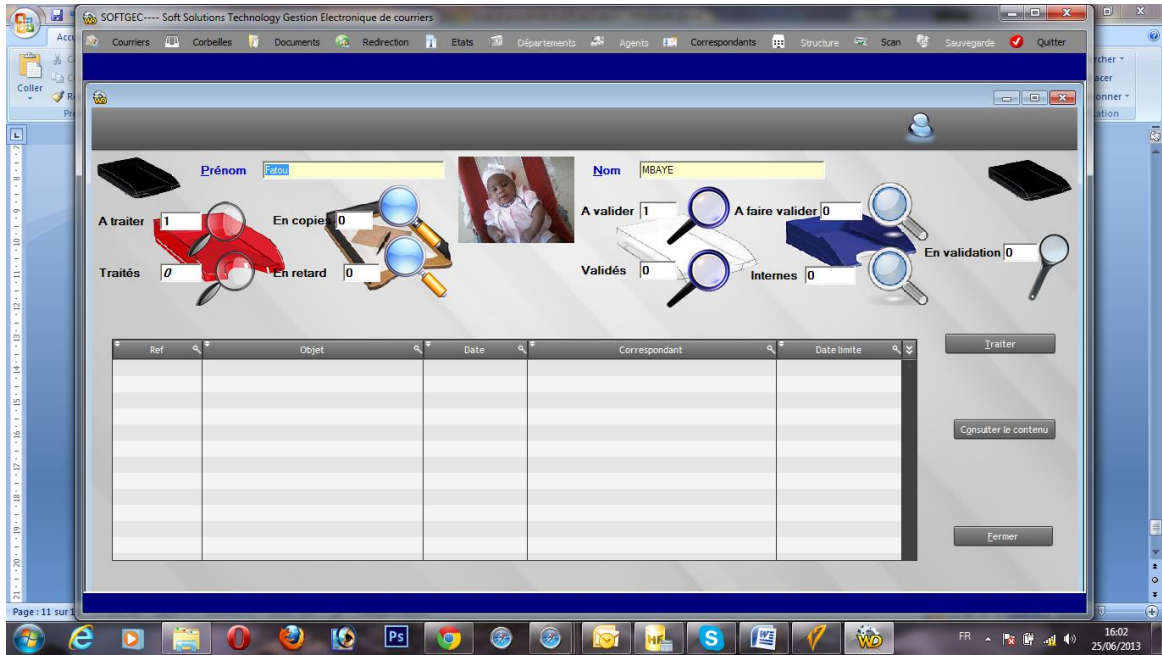 SOFTGEC---- Soft Solutions Technology Gestion Electronique de courriers
Courriers Corbeilles Documents Redirection Etats Départements Agents Correspondants Structure Scan Sauvegarde Quitter
Coller
Prénom Fatou Nom MBAYE
A traiter 1 En copies 0 A valider 1 A faire valider 0
En validation 0
Traités 0 En retard 0 Validés 0 Internes 0
Ref Objet Date Correspondant Date limite
Traiter
Consulter le contenu
Fermer
Page : 11 sur 1
FR 16:02
25/06/2013